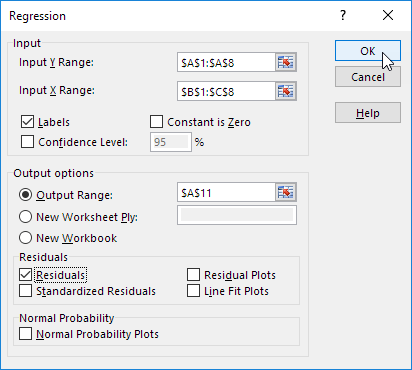 Regression
Input
Input Y Range: $A$1:$A$8
OK
Input X Range: $B$1:$C$8
Cancel
Labels
Constant is Zero
Help
Confidence Level: 95 %
Output options
Output Range: $A$11
New Worksheet Ply:
New Workbook
Residuals
Residuals
Residual Plots
Standardized Residuals
Line Fit Plots
Normal Probability
Normal Probability Plots